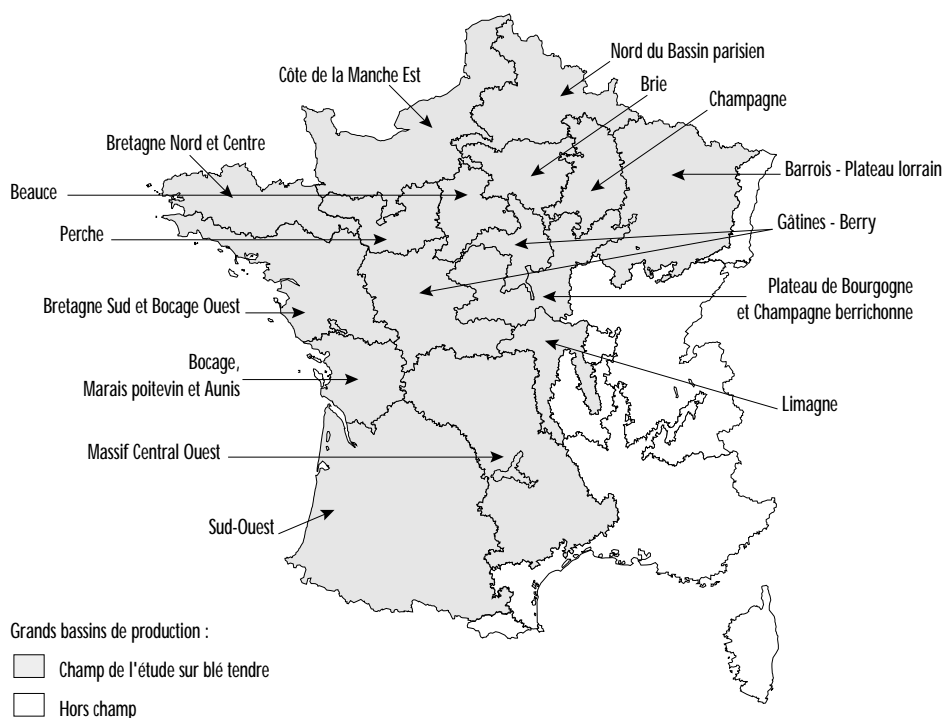 Nord du Bassin parisien
Côte de la Manche Est
Brie
Champagne
Bretagne Nord et Centre
Barrois - Plateau lorrain
Beauce
Gâtines - Berry
Perche
Plateau de Bourgogne
et Champagne berrichonne
Bretagne Sud et Bocage Ouest
Bocage,
Marais poitevin et Aunis
Limagne
Massif Central Ouest
Sud-Ouest
Grands bassins de production :
Champ de l'étude sur blé tendre
Hors champ